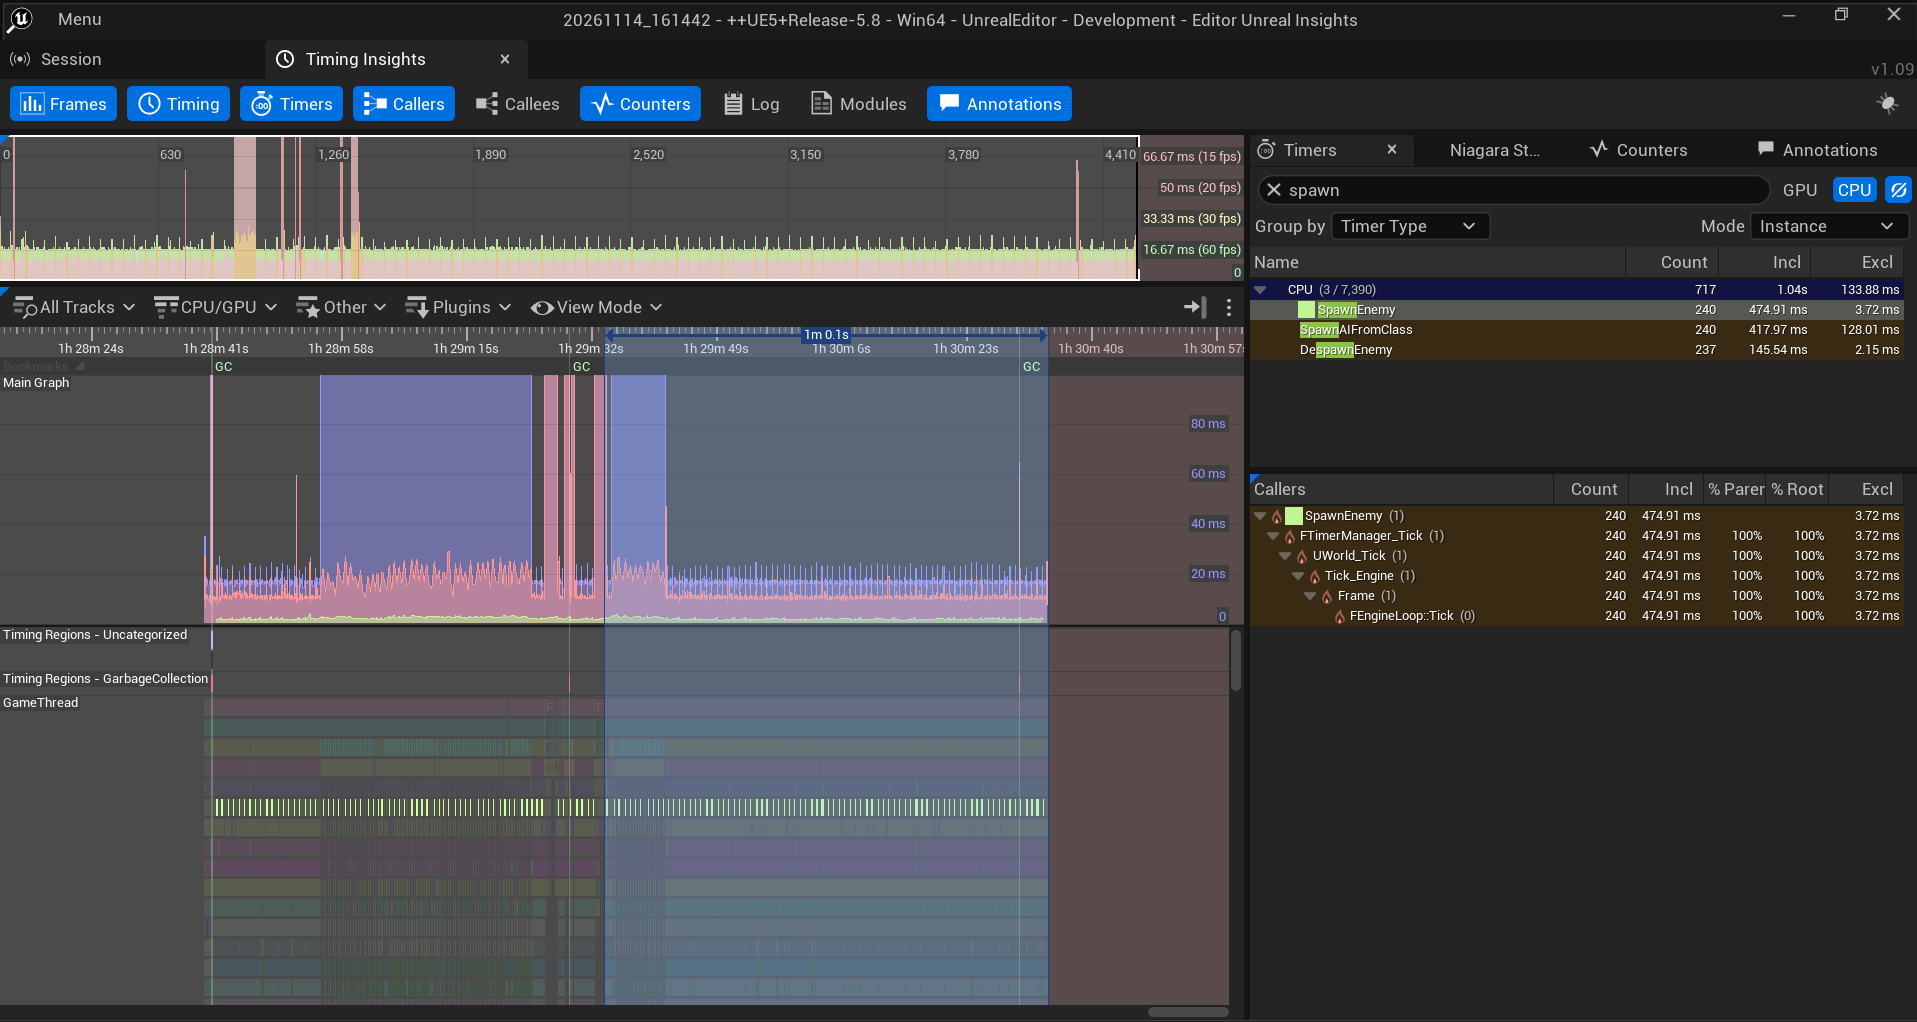 Menu
20261114_161442 - ++UE5+Release-5.8 - Win64 - UnrealEditor - Development - Editor Unreal Insights
Session
Timing Insights
v1.09
Frames Timing Timers Callers Callees Counters Log Modules Annotations
0 630 1,260 1,890 2,520 3,150 3,780 4,410
66.67 ms (15 fps)
50 ms (20 fps)
33.33 ms (30 fps)
16.67 ms (60 fps)
0
All Tracks CPU/GPU Other Plugins View Mode
1m 0.1s
1h 28m 24s 1h 28m 41s 1h 28m 58s 1h 29m 15s 1h 29m 32s 1h 29m 49s 1h 30m 6s 1h 30m 23s 1h 30m 40s 1h 30m 57s
Bookmarks GC GC GC
Main Graph
80 ms
60 ms
40 ms
20 ms
0
Timing Regions - Uncategorized
Timing Regions - GarbageCollection
GameThread
F F
Timers Niagara St... Counters Annotations
spawn GPU CPU
Group by Timer Type Mode Instance
Name Count Incl Excl
CPU (3 / 7,390) 717 1.04s 133.88 ms
SpawnEnemy 240 474.91 ms 3.72 ms
SpawnAIFromClass 240 417.97 ms 128.01 ms
DespawnEnemy 237 145.54 ms 2.15 ms
Callers Count Incl % Parer % Root Excl
SpawnEnemy (1) 240 474.91 ms 3.72 ms
FTimerManager_Tick (1) 240 474.91 ms 100% 100% 3.72 ms
UWorld_Tick (1) 240 474.91 ms 100% 100% 3.72 ms
Tick_Engine (1) 240 474.91 ms 100% 100% 3.72 ms
Frame (1) 240 474.91 ms 100% 100% 3.72 ms
FEngineLoop::Tick (0) 240 474.91 ms 100% 100% 3.72 ms